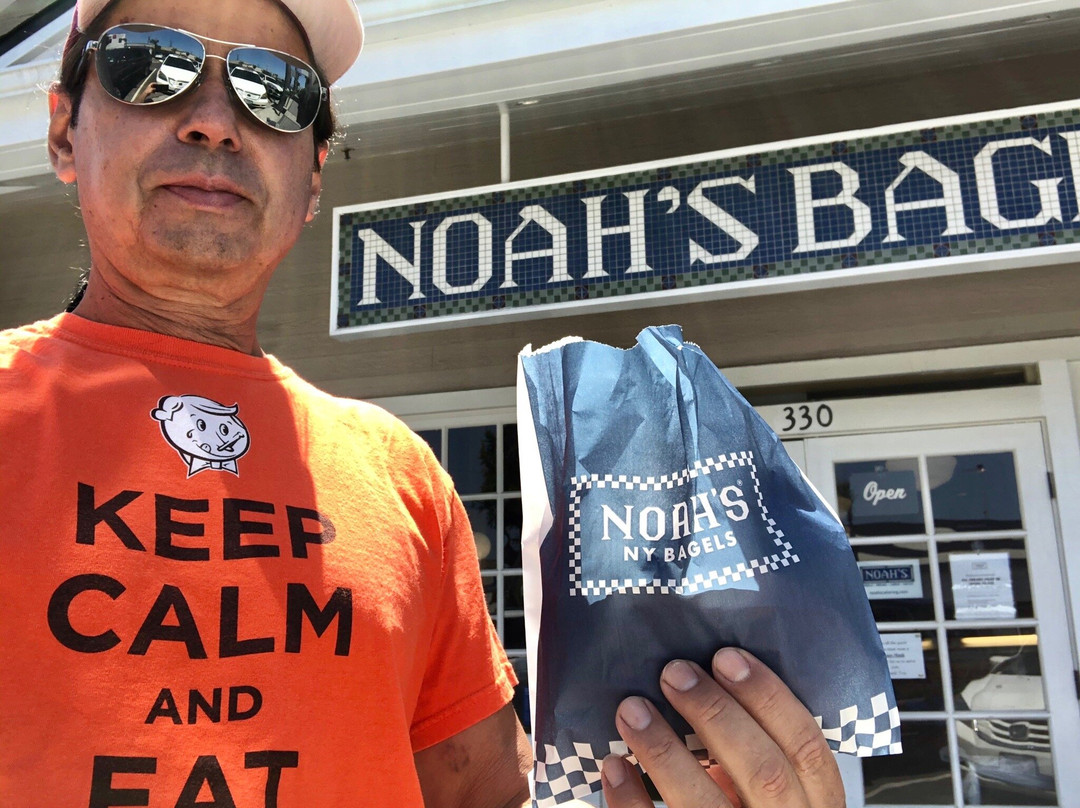 NOAH'S BAG
330
Open
NOAH'S
NOAH'S®
NY BAGELS
KEEP
CALM
AND
EAT